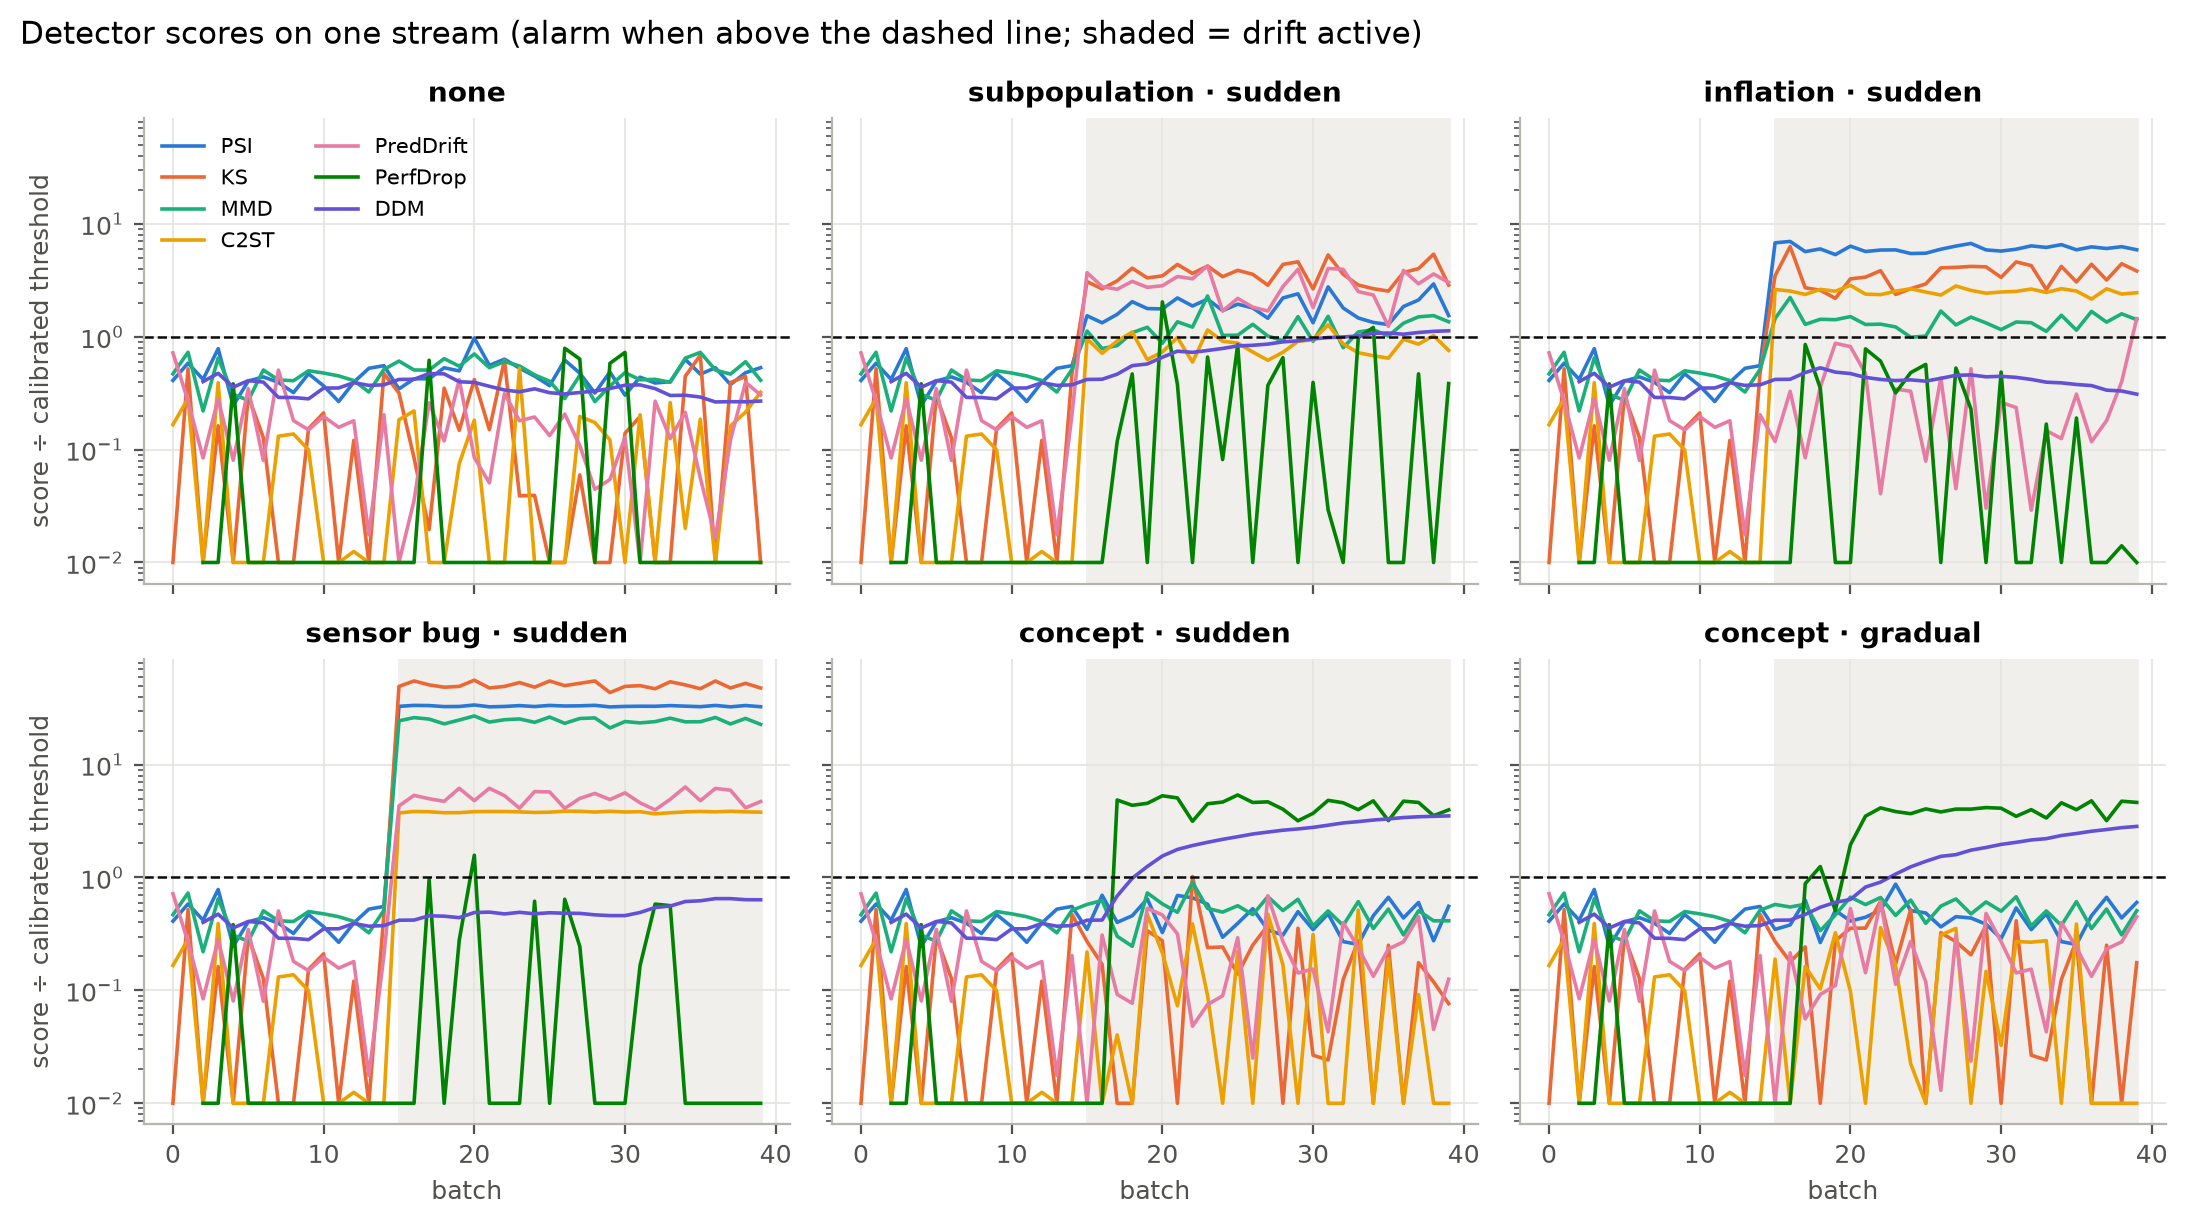 Detector scores on one stream (alarm when above the dashed line; shaded = drift active)
none
subpopulation · sudden
inflation · sudden
PSI
KS
MMD
C2ST
PredDrift
PerfDrop
DDM
score ÷ calibrated threshold
10¹
10⁰
10⁻¹
10⁻²
sensor bug · sudden
concept · sudden
concept · gradual
score ÷ calibrated threshold
10¹
10⁰
10⁻¹
10⁻²
0 10 20 30 40
0 10 20 30 40
0 10 20 30 40
batch
batch
batch